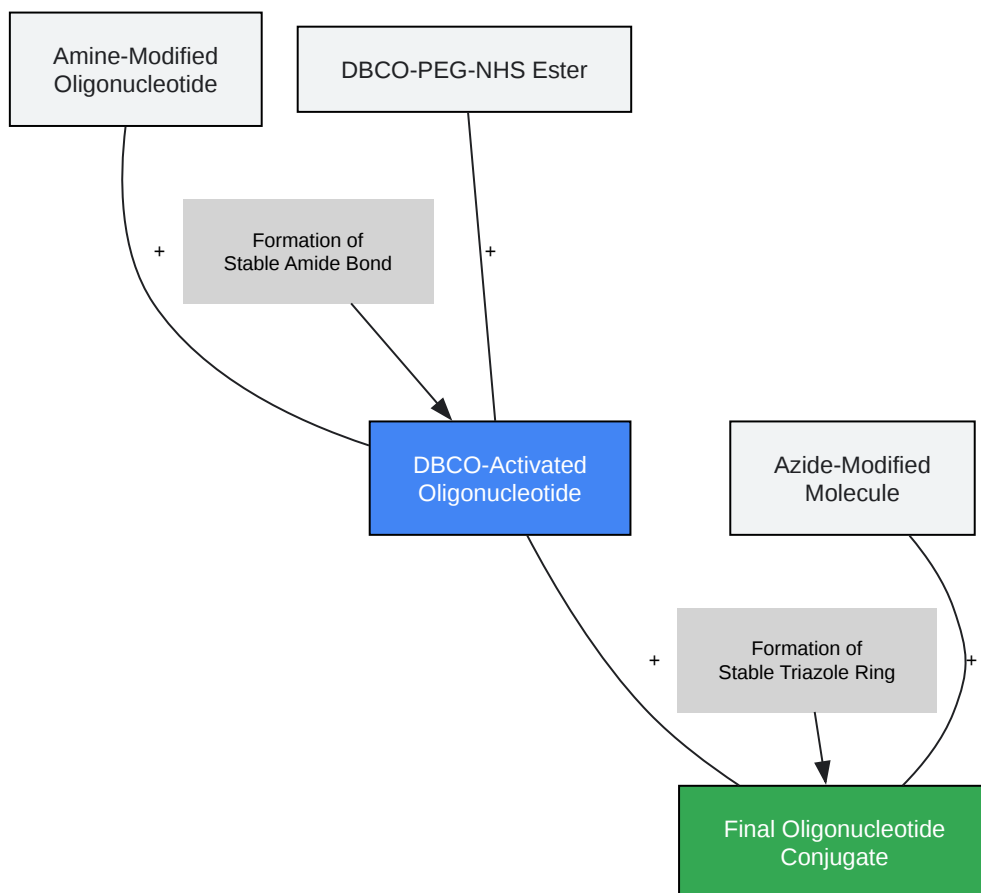 Amine-Modified
Oligonucleotide
DBCO-PEG-NHS Ester
+
Formation of
Stable Amide Bond
+
DBCO-Activated
Oligonucleotide
Azide-Modified
Molecule
+
Formation of
Stable Triazole Ring
+
Final Oligonucleotide
Conjugate